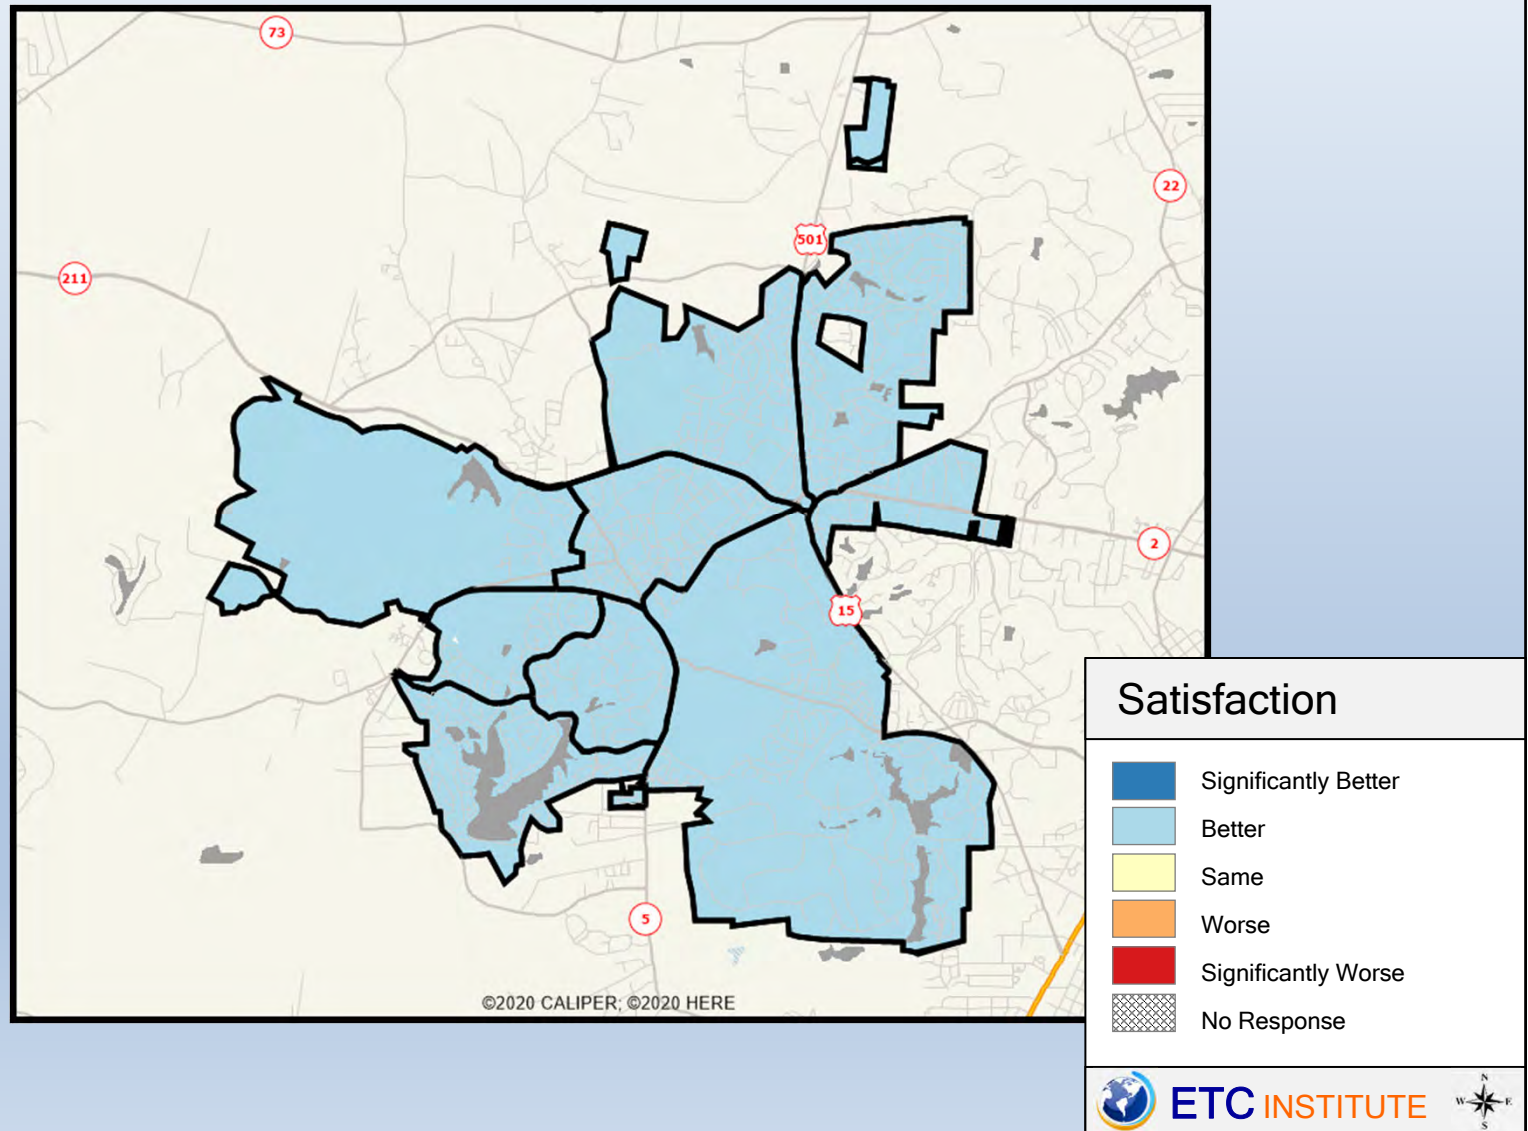 73
22
501
211
2
15
5
©2020 CALIPER; ©2020 HERE
Satisfaction
Significantly Better
Better
Same
Worse
Significantly Worse
No Response
ETC INSTITUTE
N
W E
S